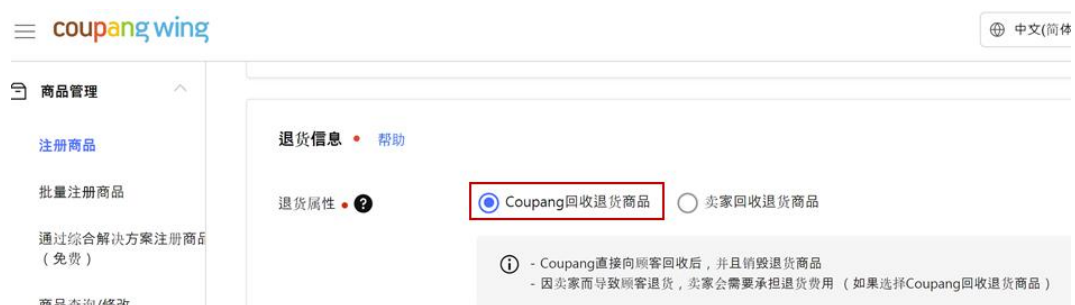 coupang wing
中文(简体
商品管理
注册商品
批量注册商品
通过综合解决方案注册商品
(免费)
退货信息
帮助
退货属性
Coupang回收退货商品
卖家回收退货商品
- Coupang直接向顾客回收后，并且销毁退货商品
- 因卖家而导致顾客退货，卖家会需要承担退货费用 (如果选择Coupang回收退货商品)
商品查询/修改